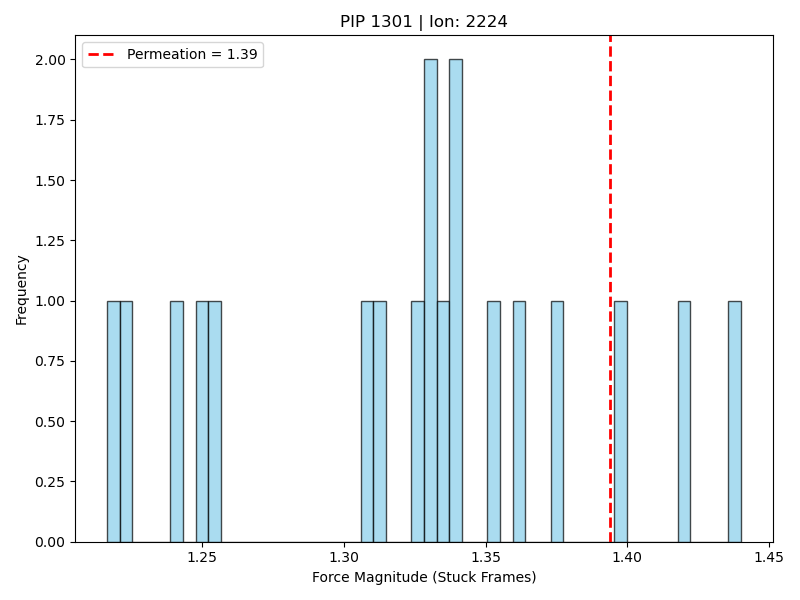 PIP 1301 | Ion: 2224
Permeation = 1.39
2.00
1.75
1.50
1.25
1.00
0.75
0.50
0.25
0.00
Frequency
1.25 1.30 1.35 1.40 1.45
Force Magnitude (Stuck Frames)